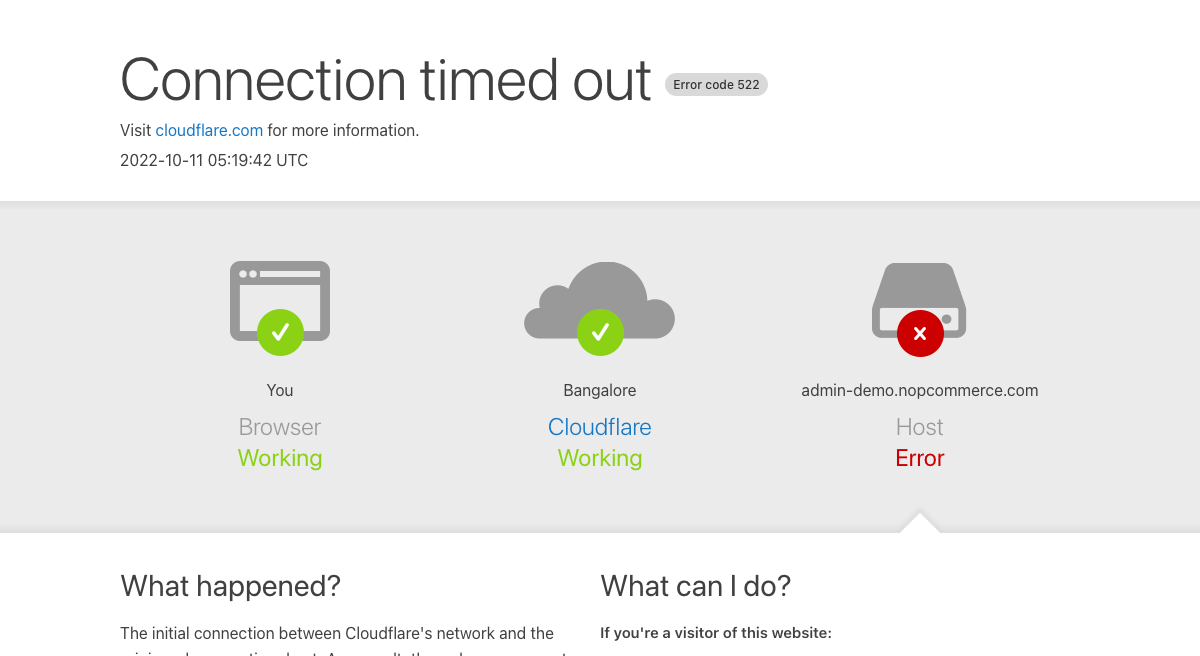 Connection timed out Error code 522
Visit cloudflare.com for more information.
2022-10-11 05:19:42 UTC
You
Browser
Working
Bangalore
Cloudflare
Working
admin-demo.nopcommerce.com
Host
Error
What happened?
The initial connection between Cloudflare's network and the
What can I do?
If you're a visitor of this website: